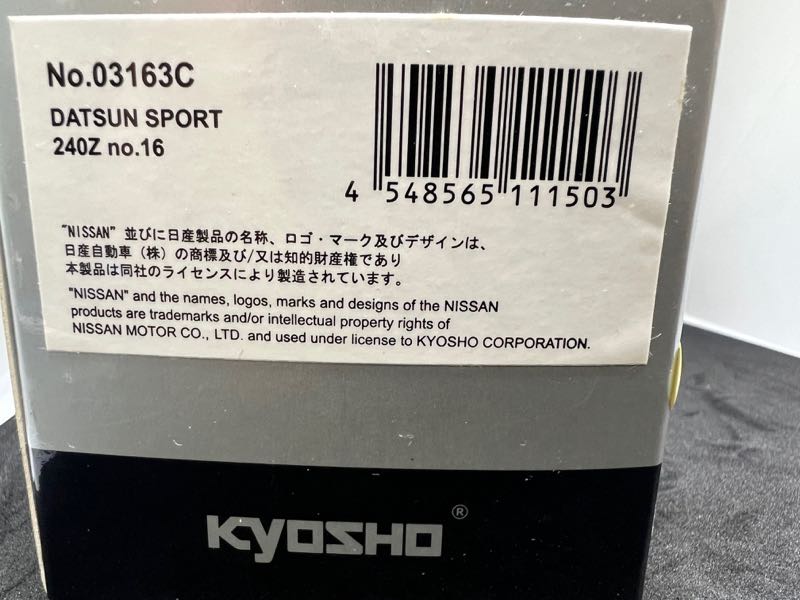 No.03163C
DATSUN SPORT
240Z no.16
4 548565 111503
"NISSAN" 並びに日産製品の名称、ロゴ・マーク及びデザインは、
日産自動車（株）の商標及び/又は知的財産権であり
本製品は同社のライセンスにより製造されています。
"NISSAN" and the names, logos, marks and designs of the NISSAN
products are trademarks and/or intellectual property rights of
NISSAN MOTOR CO., LTD. and used under license to KYOSHO CORPORATION.
KYOSHO®